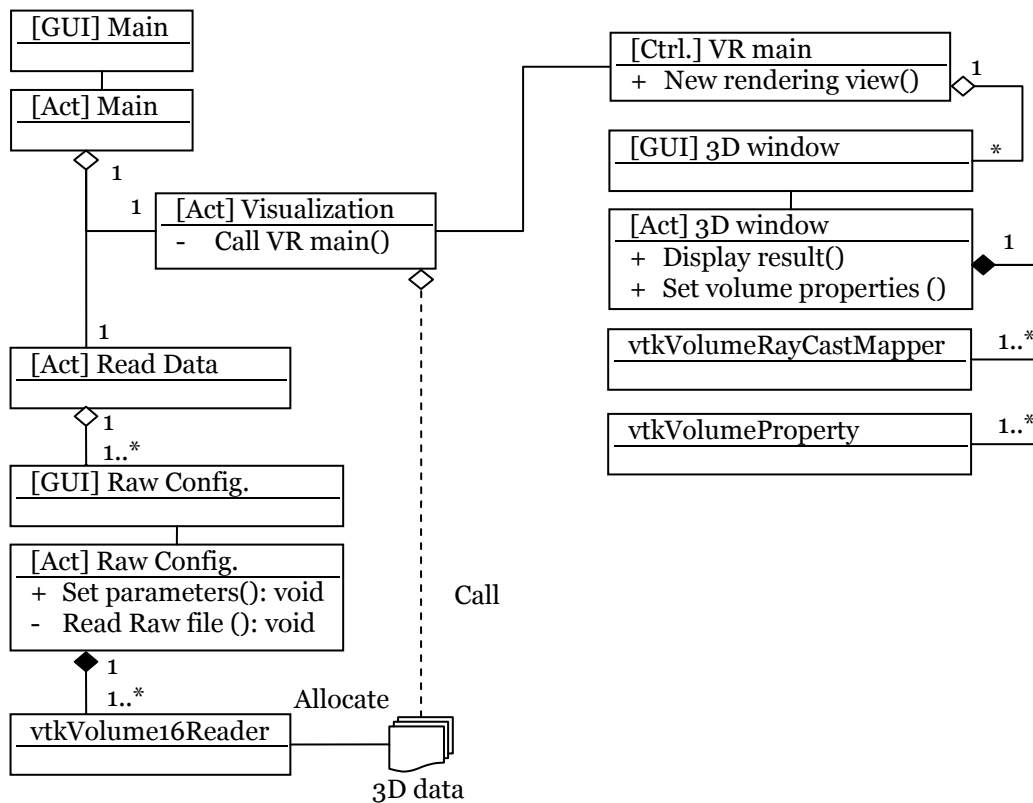 [GUI] Main
[Act] Main
1
1
[Act] Visualization
- Call VR main()
1
[Act] Read Data
1
1..*
[GUI] Raw Config.
[Act] Raw Config.
+ Set parameters(): void
- Read Raw file (): void
1
1..*
vtkVolume16Reader
Allocate
3D data
Call
[Ctrl.] VR main
+ New rendering view()
1
*
[GUI] 3D window
[Act] 3D window
+ Display result()
+ Set volume properties ()
1
vtkVolumeRayCastMapper
1..*
vtkVolumeProperty
1..*